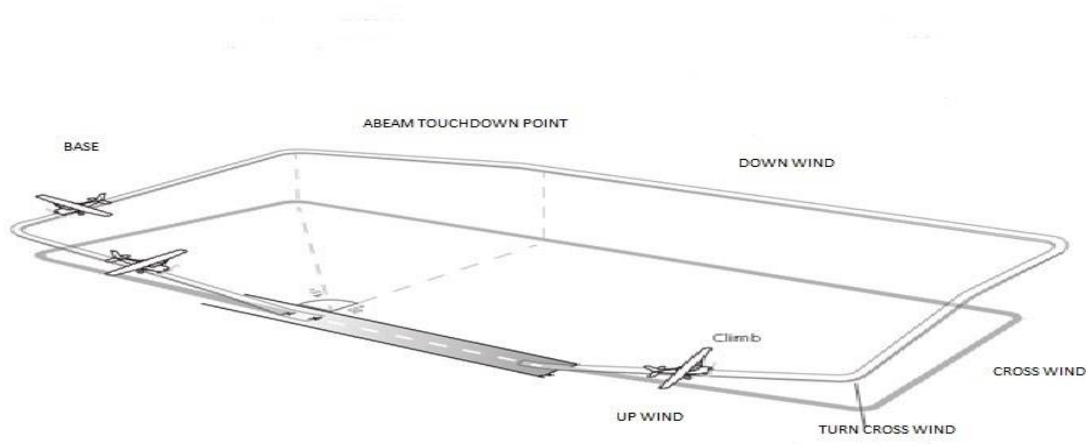 ABEAM TOUCHDOWN POINT
BASE
DOWN WIND
Climb
CROSS WIND
UP WIND
TURN CROSS WIND